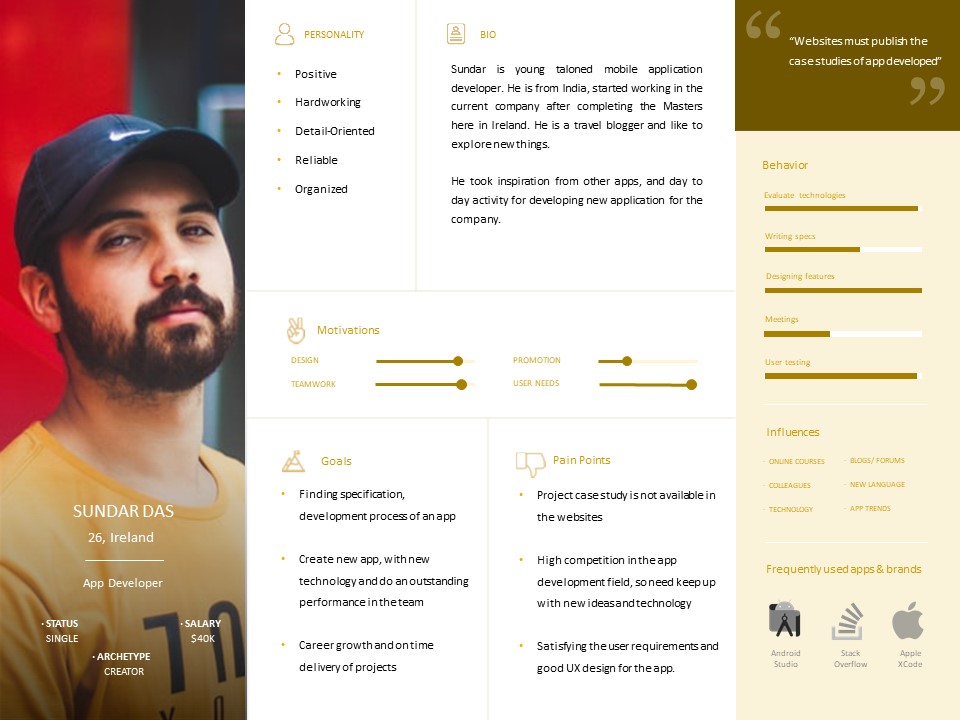 SUNDAR DAS
26, Ireland
App Developer
· STATUS
SINGLE
· SALARY
$40K
· ARCHETYPE
CREATOR
PERSONALITY
• Positive
• Hardworking
• Detail-Oriented
• Reliable
• Organized
BIO
Sundar is young taloned mobile application
developer. He is from India, started working in the
current company after completing the Masters
here in Ireland. He is a travel blogger and like to
explore new things.
He took inspiration from other apps, and day to
day activity for developing new application for the
company.
Motivations
DESIGN
TEAMWORK
PROMOTION
USER NEEDS
Goals
• Finding specification,
development process of an app
• Create new app, with new
technology and do an outstanding
performance in the team
• Career growth and on time
delivery of projects
Pain Points
• Project case study is not available in
the websites
• High competition in the app
development field, so need keep up
with new ideas and technology
• Satisfying the user requirements and
good UX design for the app.
“Websites must publish the
case studies of app developed”
Behavior
Evaluate technologies
Writing specs
Designing features
Meetings
User testing
Influences
· ONLINE COURSES
· COLLEAGUES
· TECHNOLOGY
· BLOGS/ FORUMS
· NEW LANGUAGE
· APP TRENDS
Frequently used apps & brands
Android
Studio
Stack
Overflow
Apple
XCode